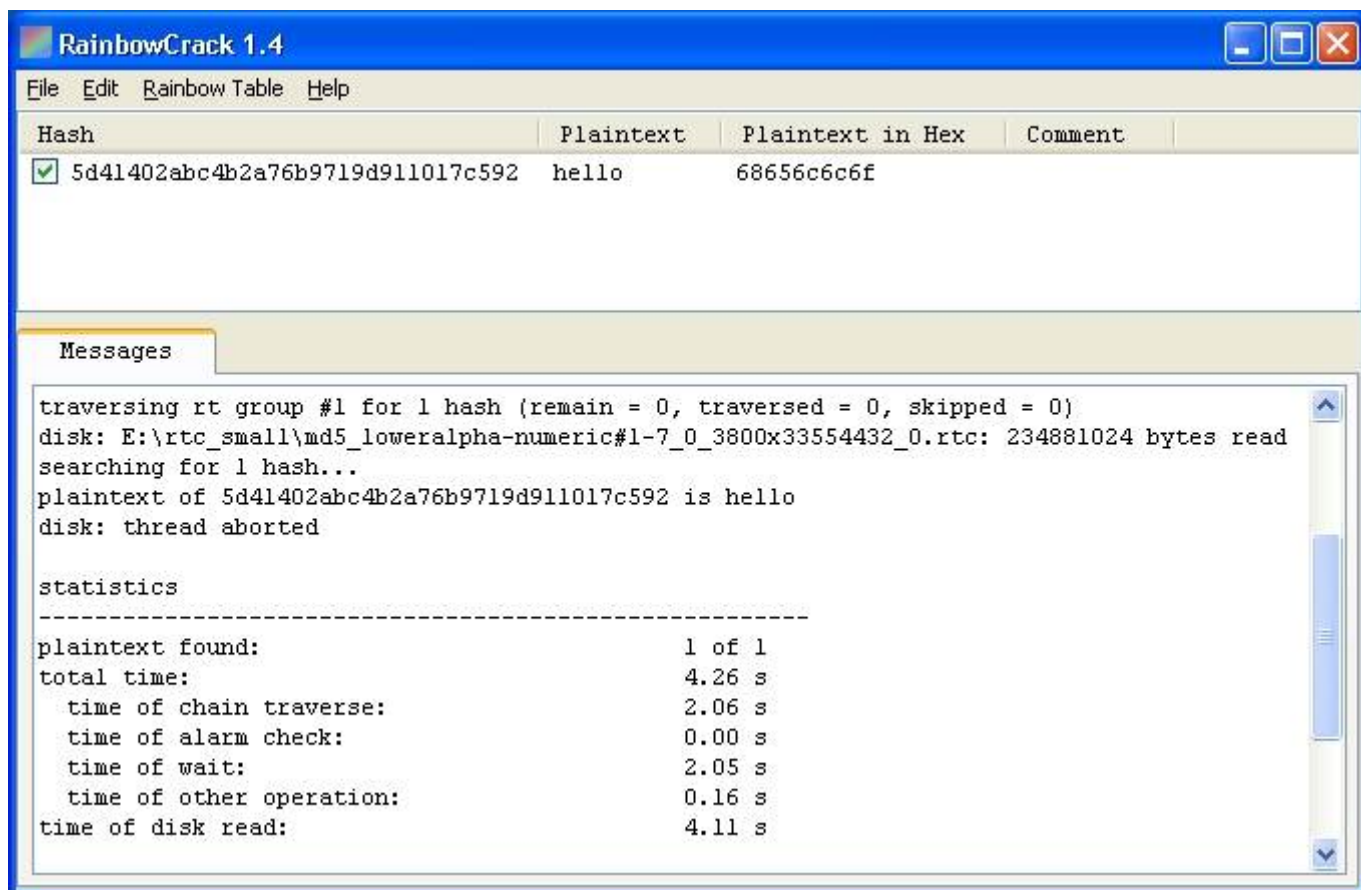 RainbowCrack 1.4
File Edit Rainbow Table Help
Hash Plaintext Plaintext in Hex Comment
5d41402abc4b2a76b9719d911017c592 hello 68656c6c6f
Messages
traversing rt group #1 for 1 hash (remain = 0, traversed = 0, skipped = 0)
disk: E:\rtc_small\md5_loweralpha-numeric#1-7_0_3800x33554432_0.rtc: 234881024 bytes read
searching for 1 hash...
plaintext of 5d41402abc4b2a76b9719d911017c592 is hello
disk: thread aborted
statistics
-------------------------------------------------------
plaintext found: 1 of 1
total time: 4.26 s
time of chain traverse: 2.06 s
time of alarm check: 0.00 s
time of wait: 2.05 s
time of other operation: 0.16 s
time of disk read: 4.11 s